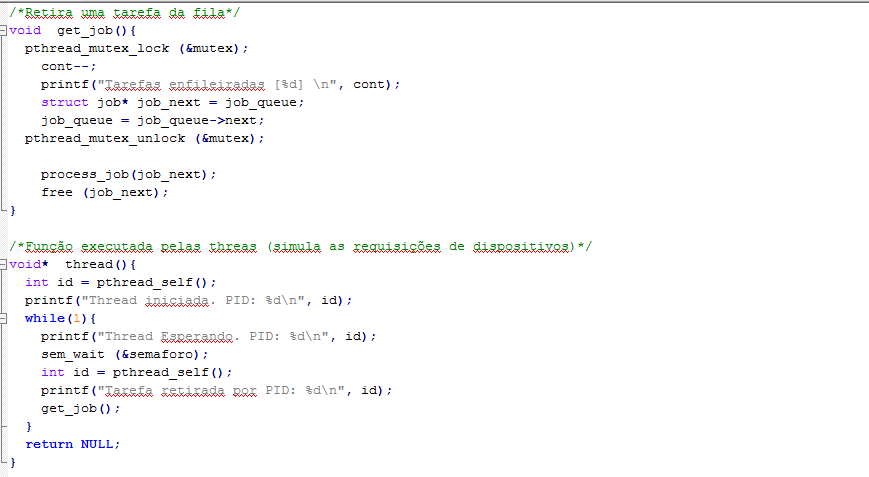 /*Retira uma tarefa da fila*/
void  get_job(){
pthread_mutex_lock (&mutex);
cont--;
printf("Tarefas enfileiradas [%d] \n", cont);
struct job* job_next = job_queue;
job_queue = job_queue->next;
pthread_mutex_unlock (&mutex);
process_job(job_next);
free (job_next);
}
/*Função executada pelas threas (simula as requisições de dispositivos)*/
void*  thread(){
int id = pthread_self();
printf("Thread iniciada. PID: %d\n", id);
while(1){
printf("Thread Esperando. PID: %d\n", id);
sem_wait (&semaforo);
int id = pthread_self();
printf("Tarefa retirada por PID: %d\n", id);
get_job();
}
return NULL;
}